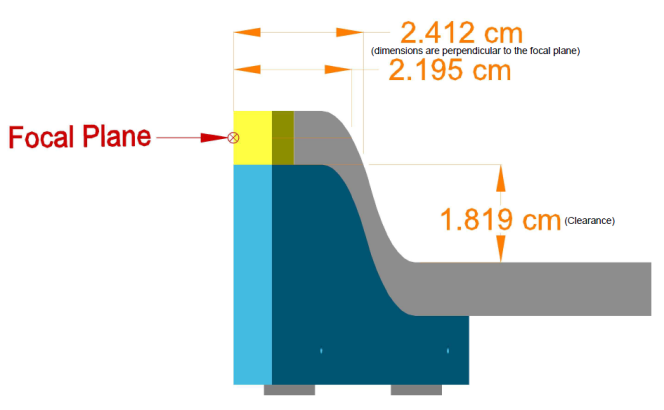 2.412 cm
(dimensions are perpendicular to the focal plane)
2.195 cm
Focal Plane
1.819 cm (Clearance)